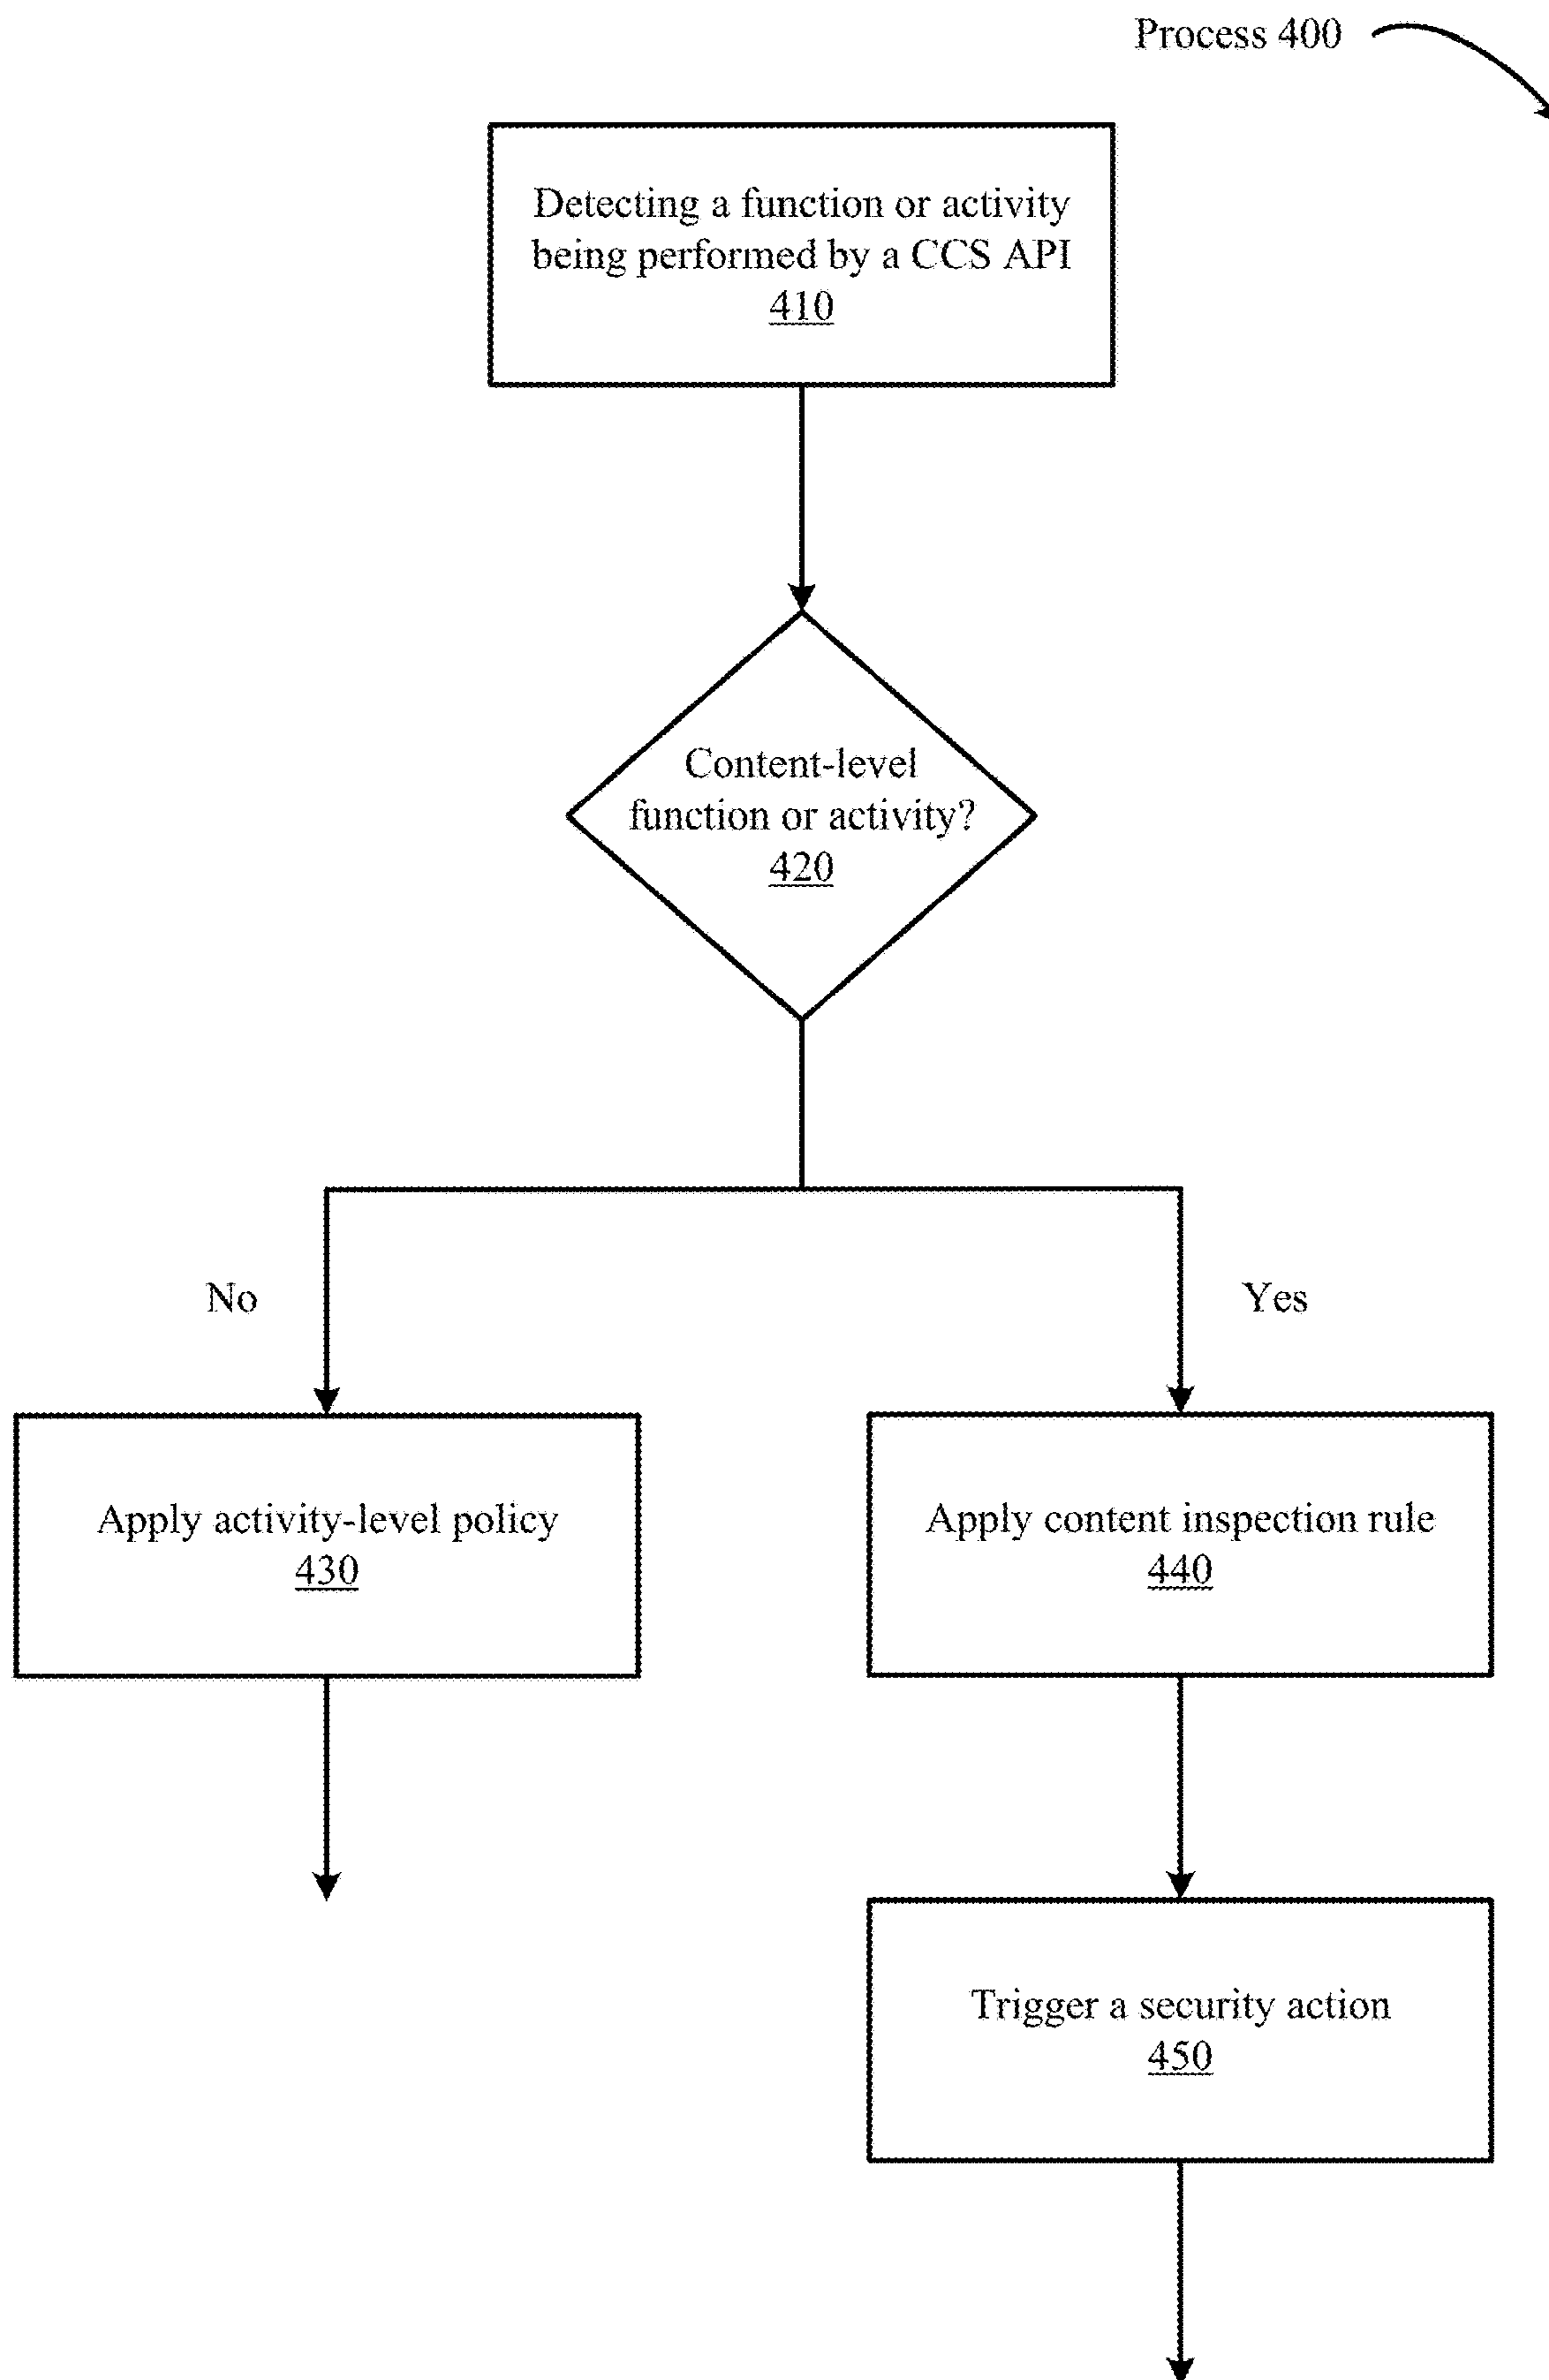 Process 400
Detecting a function or activity
being performed by a CCS API
410
Content-level
function or activity?
420
No
Yes
Apply activity-level policy
430
Apply content inspection rule
440
Trigger a security action
450